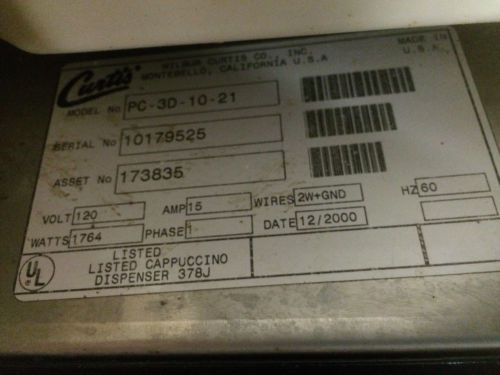 Curtis
WILBUR CURTIS CO., INC.
MONTEBELLO, CALIFORNIA U.S.A
MADE IN
U.S.A.
MODEL No PC-3D-10-21
SERIAL No 10179525
ASSET No 173835
VOLT 120 AMP 15 WIRES 2W+GND HZ 60
WATTS 1764 PHASE 1 DATE 12/2000
UL
LISTED
LISTED CAPPUCCINO
DISPENSER 378J